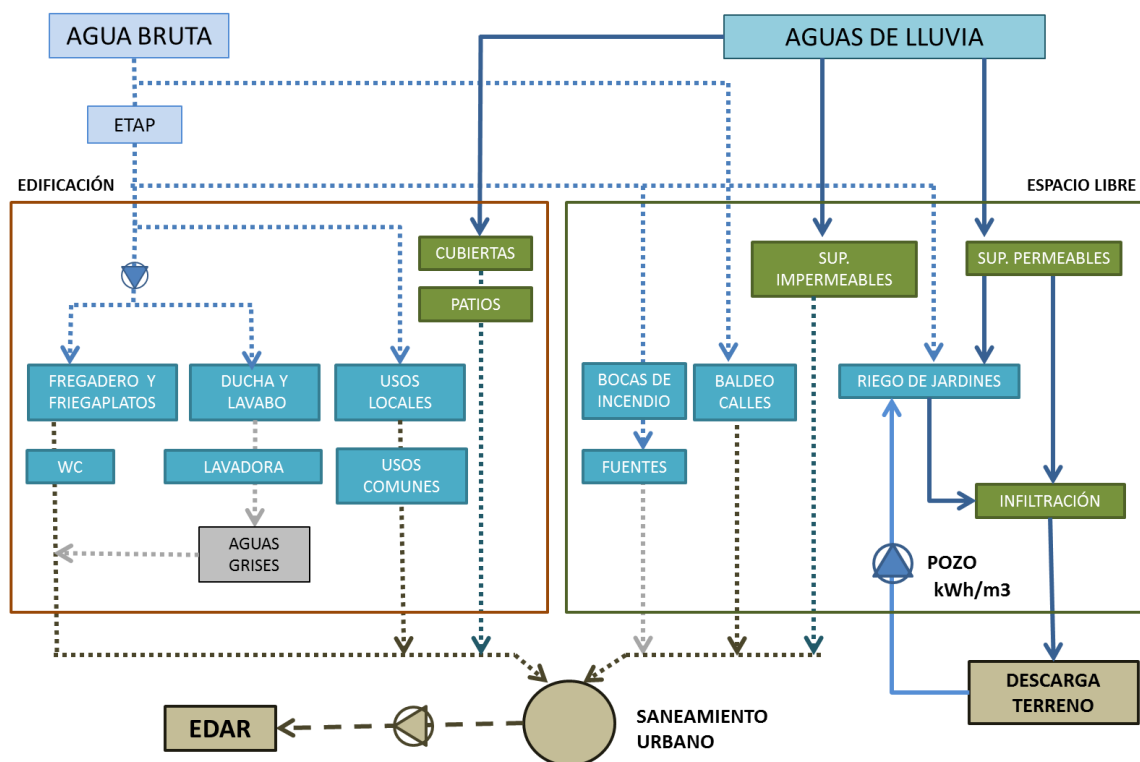 AGUA BRUTA
AGUAS DE LLUVIA
ETAP
EDIFICACIÓN
ESPACIO LIBRE
CUBIERTAS
PATIOS
SUP.
IMPERMEABLES
SUP. PERMEABLES
FREGADERO Y
FRIEGAPLATOS
DUCHA Y
LAVABO
USOS
LOCALES
BOCAS DE
INCENDIO
BALDEO
CALLES
RIEGO DE JARDINES
WC
LAVADORA
USOS
COMUNES
FUENTES
INFILTRACIÓN
AGUAS
GRISES
POZO
kWh/m3
DESCARGA
TERRENO
EDAR
SANEAMIENTO
URBANO